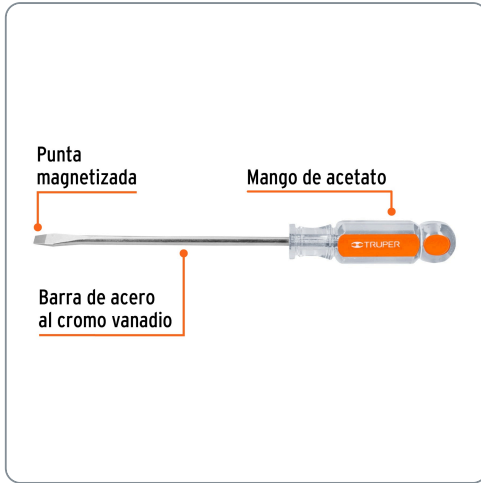 Punta
magnetizada
Mango de acetato
TRUPER
Barra de acero
al cromo vanadio